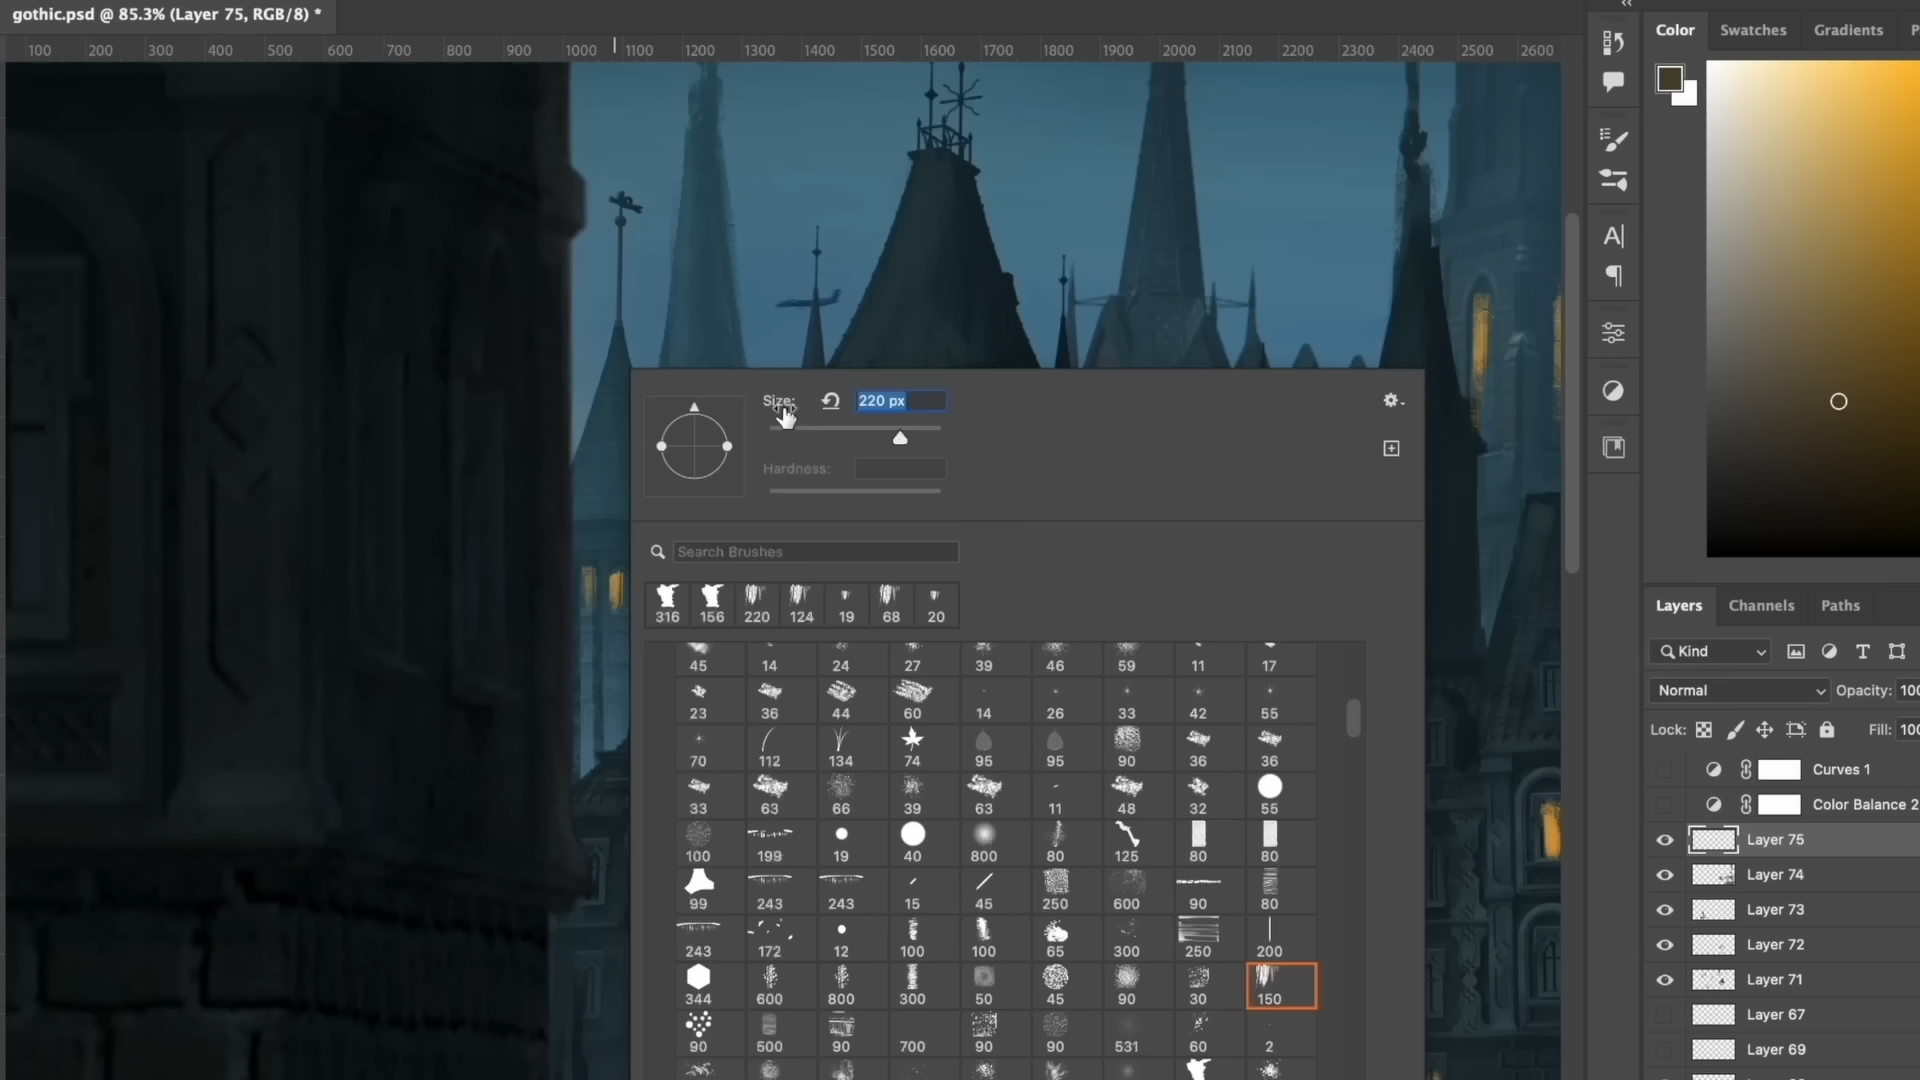 gothic.psd @ 85.3% (Layer 75, RGB/8) *
100 200 300 400 500 600 700 800 900 1000 1100 1200 1300 1400 1500 1600 1700 1800 1900 2000 2100 2200 2300 2400 2500 2600
Color Swatches Gradients P
Size: 220 px
Hardness:
Search Brushes
316 156 220 124 19 68 20
45 14 24 27 39 46 59 11 17
23 36 44 60 14 26 33 42 55
70 112 134 74 95 95 90 36 36
33 63 66 39 63 11 48 32 55
100 199 19 40 800 80 125 80 80
99 243 243 15 45 250 600 90 80
243 172 12 100 100 65 300 250 200
344 600 800 300 50 45 90 30 150
90 500 90 700 90 90 531 60 2
Layers Channels Paths
Kind
Normal Opacity: 100
Lock: Fill: 100
Curves 1
Color Balance 2
Layer 75
Layer 74
Layer 73
Layer 72
Layer 71
Layer 67
Layer 69